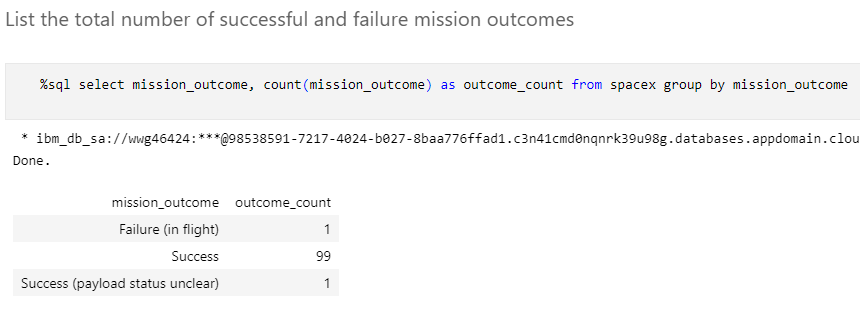 List the total number of successful and failure mission outcomes
%sql select mission_outcome, count(mission_outcome) as outcome_count from spacex group by mission_outcome
* ibm_db_sa://wwg46424:***@98538591-7217-4024-b027-8baa776ffad1.c3n41cmd0nqnrk39u98g.databases.appdomain.clou
Done.
mission_outcome outcome_count
Failure (in flight) 1
Success 99
Success (payload status unclear) 1